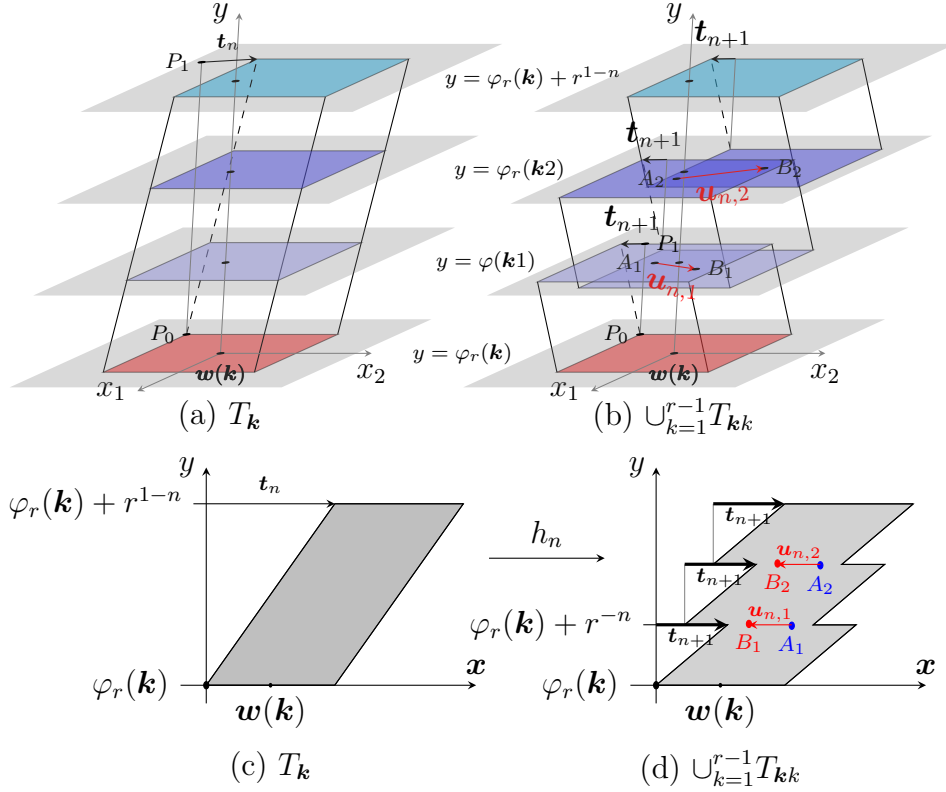 y
y
t_n
t_{n+1}
P_1
y = φ_r(k) + r^{1−n}
t_{n+1}
y = φ_r(k2)
A_2
B_2
u_{n,2}
t_{n+1}
P_1
y = φ(k1)
A_1
B_1
u_{n,1}
P_0
P_0
y = φ_r(k)
w(k)
w(k)
x_1
x_2
x_1
x_2
(a) T_k
(b) ∪_{k=1}^{r−1} T_{kk}
y
y
φ_r(k) + r^{1−n}
t_n
t_{n+1}
h_n
u_{n,2}
t_{n+1}
B_2
A_2
φ_r(k) + r^{−n}
u_{n,1}
t_{n+1}
B_1
A_1
φ_r(k)
x
φ_r(k)
x
w(k)
w(k)
(c) T_k
(d) ∪_{k=1}^{r−1} T_{kk}